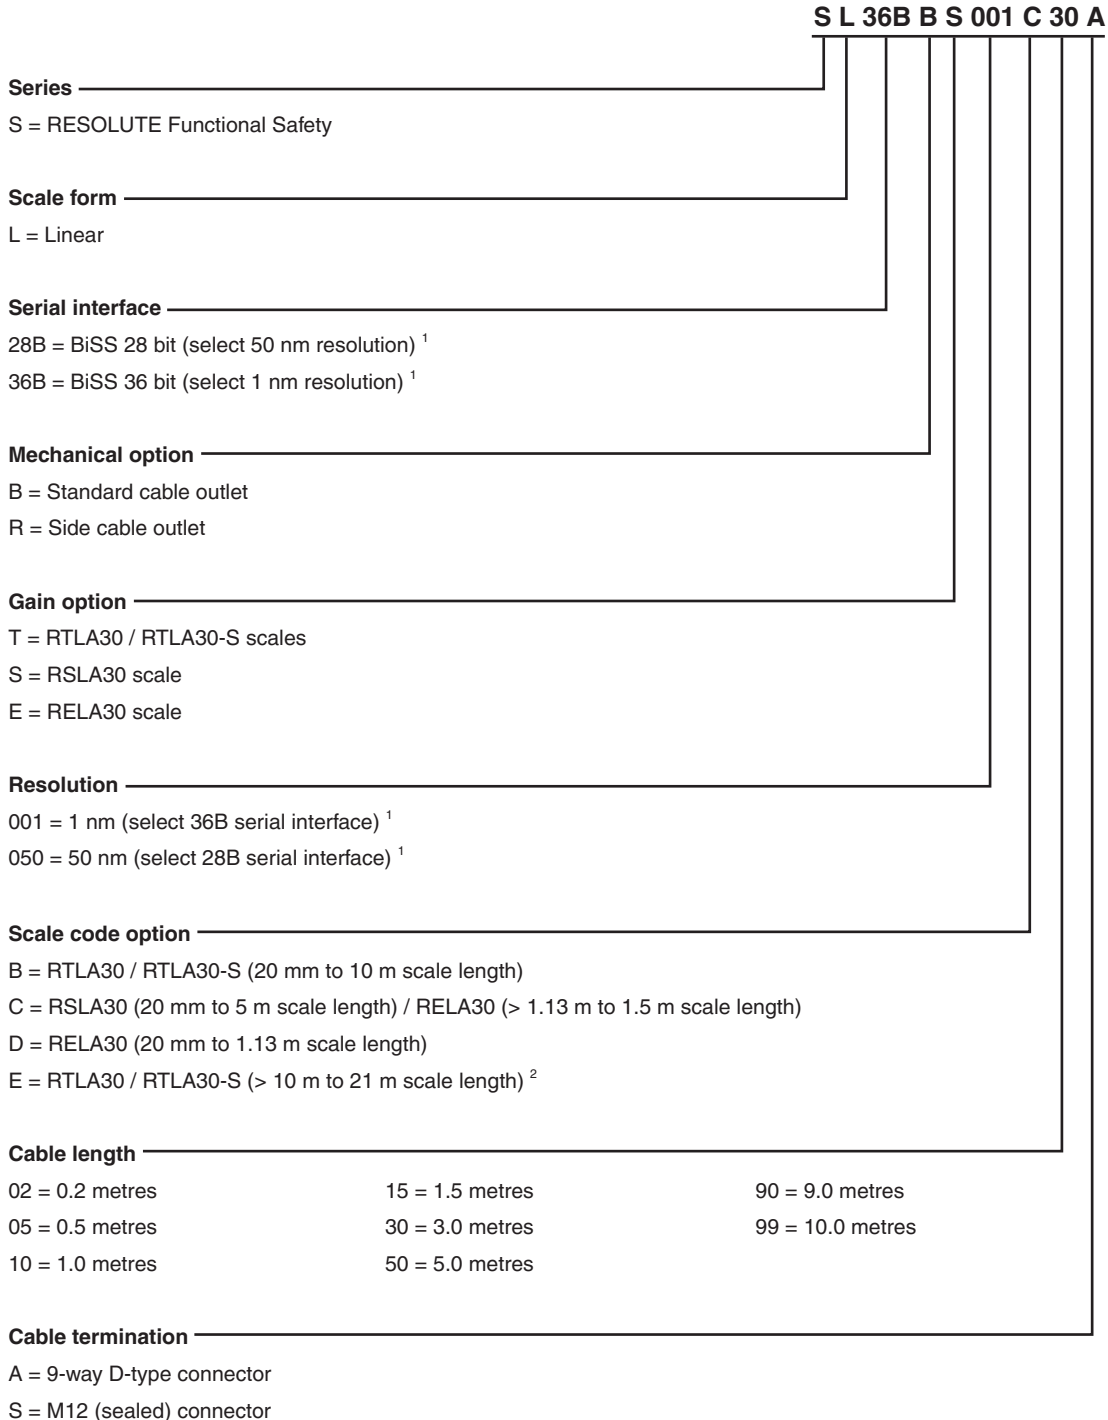 S L 36B B S 001 C 30 A
Series
S = RESOLUTE Functional Safety
Scale form
L = Linear
Serial interface
28B = BiSS 28 bit (select 50 nm resolution) 1
36B = BiSS 36 bit (select 1 nm resolution) 1
Mechanical option
B = Standard cable outlet
R = Side cable outlet
Gain option
T = RTLA30 / RTLA30-S scales
S = RSLA30 scale
E = RELA30 scale
Resolution
001 = 1 nm (select 36B serial interface) 1
050 = 50 nm (select 28B serial interface) 1
Scale code option
B = RTLA30 / RTLA30-S (20 mm to 10 m scale length)
C = RSLA30 (20 mm to 5 m scale length) / RELA30 (> 1.13 m to 1.5 m scale length)
D = RELA30 (20 mm to 1.13 m scale length)
E = RTLA30 / RTLA30-S (> 10 m to 21 m scale length) 2
Cable length
02 = 0.2 metres 15 = 1.5 metres 90 = 9.0 metres
05 = 0.5 metres 30 = 3.0 metres 99 = 10.0 metres
10 = 1.0 metres 50 = 5.0 metres
Cable termination
A = 9-way D-type connector
S = M12 (sealed) connector